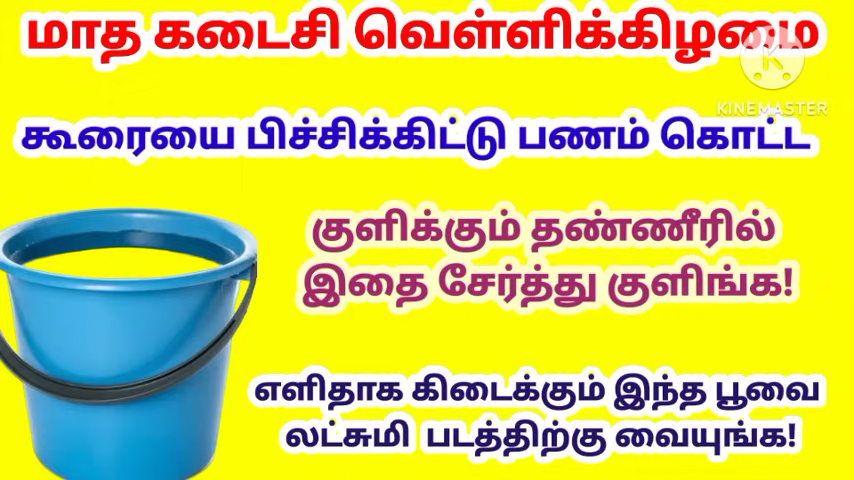 மாத கடைசி வெள்ளிக்கிழமை
KINEMASTER
கூரையை பிச்சிக்கிட்டு பணம் கொட்ட
குளிக்கும் தண்ணீரில்
இதை சேர்த்து குளிங்க!
எளிதாக கிடைக்கும் இந்த பூவை
லட்சுமி படத்திற்கு வையுங்க!